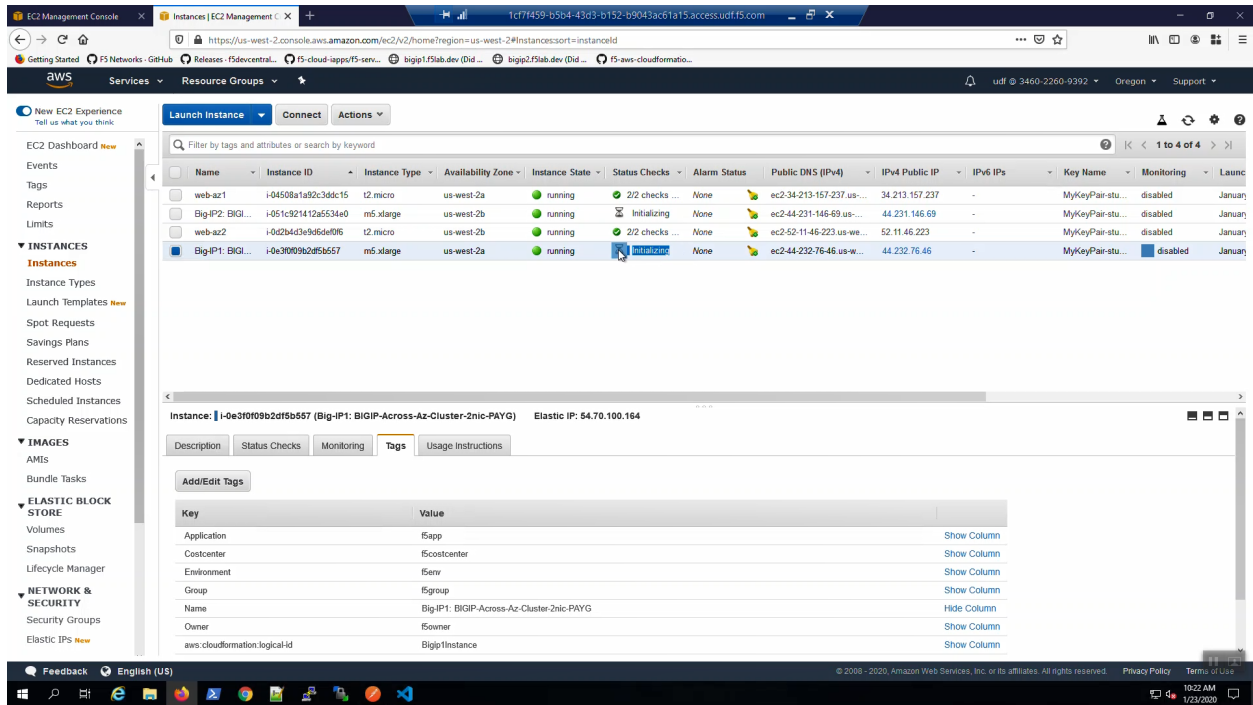 EC2 Management Console
Instances | EC2 Management C
1cf7f459-b5b4-43d3-b152-b9043ac61a15.access.udf.f5.com
https://us-west-2.console.aws.amazon.com/ec2/v2/home?region=us-west-2#Instances:sort=instanceId
Getting Started F5 Networks - GitHub Releases · f5devcentral... f5-cloud-iapps/f5-serv... bigip1.f5lab.dev (Did ... bigip2.f5lab.dev (Did ... f5-aws-cloudformatio...
aws Services Resource Groups udf @ 3460-2260-9392 Oregon Support
New EC2 Experience
Tell us what you think
EC2 Dashboard New
Events
Tags
Reports
Limits
INSTANCES
Instances
Instance Types
Launch Templates New
Spot Requests
Savings Plans
Reserved Instances
Dedicated Hosts
Scheduled Instances
Capacity Reservations
IMAGES
AMIs
Bundle Tasks
ELASTIC BLOCK
STORE
Volumes
Snapshots
Lifecycle Manager
NETWORK &
SECURITY
Security Groups
Elastic IPs New
Launch Instance Connect Actions
Filter by tags and attributes or search by keyword
1 to 4 of 4
Name Instance ID Instance Type Availability Zone Instance State Status Checks Alarm Status Public DNS (IPv4) IPv4 Public IP IPv6 IPs Key Name Monitoring Launc
web-az1 i-04508a1a92c3ddc15 t2.micro us-west-2a running 2/2 checks ... None ec2-34-213-157-237.us-... 34.213.157.237 - MyKeyPair-stu... disabled Januar
Big-IP2: BIGI... i-051c921412a5534e0 m5.xlarge us-west-2b running Initializing None ec2-44-231-146-69.us-... 44.231.146.69 - MyKeyPair-stu... disabled Januar
web-az2 i-0d2b4d3e9d6def0f6 t2.micro us-west-2b running 2/2 checks ... None ec2-52-11-46-223.us-we... 52.11.46.223 - MyKeyPair-stu... disabled Januar
Big-IP1: BIGI... i-0e3f0f09b2df5b557 m5.xlarge us-west-2a running Initializing None ec2-44-232-76-46.us-w... 44.232.76.46 - MyKeyPair-stu... disabled Januar
Instance: i-0e3f0f09b2df5b557 (Big-IP1: BIGIP-Across-Az-Cluster-2nic-PAYG) Elastic IP: 54.70.100.164
Description Status Checks Monitoring Tags Usage Instructions
Add/Edit Tags
Key Value
Application f5app Show Column
Costcenter f5costcenter Show Column
Environment f5env Show Column
Group f5group Show Column
Name Big-IP1: BIGIP-Across-Az-Cluster-2nic-PAYG Hide Column
Owner f5owner Show Column
aws:cloudformation:logical-id Bigip1Instance Show Column
Feedback English (US) © 2008 - 2020, Amazon Web Services, Inc. or its affiliates. All rights reserved. Privacy Policy Terms of Use
10:22 AM
1/23/2020